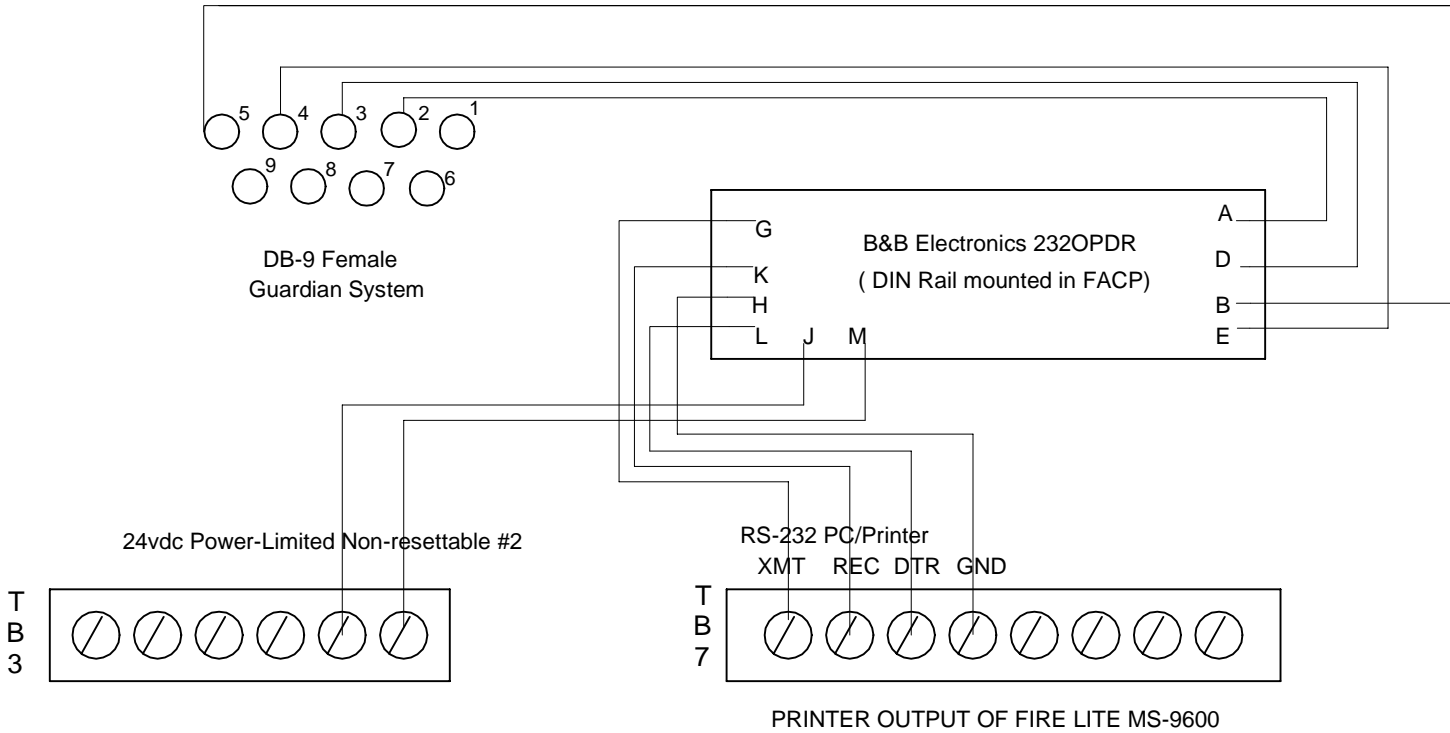 5 4 3 2 1
9 8 7 6
DB-9 Female
Guardian System
G
K
H
L J M
B&B Electronics 232OPDR
( DIN Rail mounted in FACP)
A
D
B
E
24vdc Power-Limited Non-resettable #2
T
B
3
RS-232 PC/Printer
XMT REC DTR GND
T
B
7
PRINTER OUTPUT OF FIRE LITE MS-9600